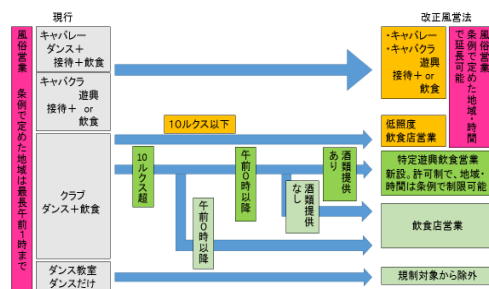 現行
改正風営法
風俗営業 条例で定めた地域は最長午前1時まで
キャバレー
ダンス+
接待+飲食
キャバクラ
遊興
接待+ or
飲食
クラブ
ダンス+飲食
ダンス教室
ダンスだけ
10ルクス以下
10ルクス超
午前0時以降
午前0時以降
酒類提供あり
酒類提供なし
・キャバレー
・キャバクラ
遊興
接待+ or
飲食
風俗営業
条例で定めた地域・時間
で延長可能
低照度
飲食店営業
特定遊興飲食営業
新設。許可制で、地域・
時間は条例で制限可能
飲食店営業
規制対象から除外